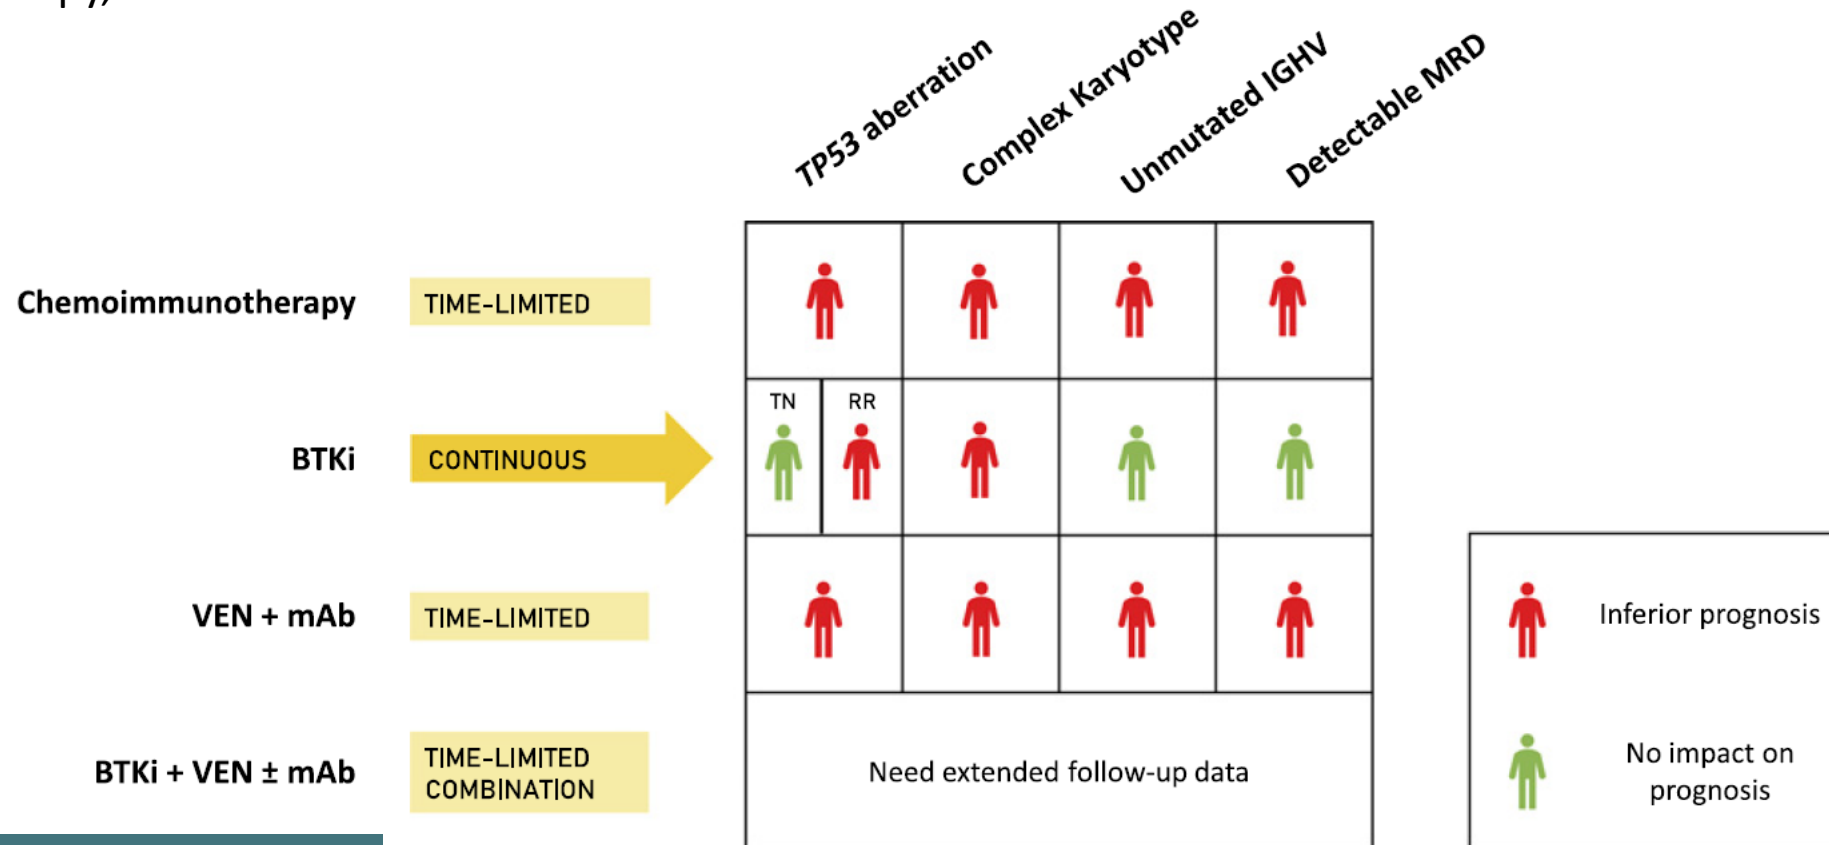 TP53 aberration
Complex Karyotype
Unmutated IGHV
Detectable MRD
Chemoimmunotherapy
TIME-LIMITED
TN
RR
BTKi
CONTINUOUS
VEN + mAb
TIME-LIMITED
BTKi + VEN ± mAb
TIME-LIMITED
COMBINATION
Need extended follow-up data
Inferior prognosis
No impact on
prognosis